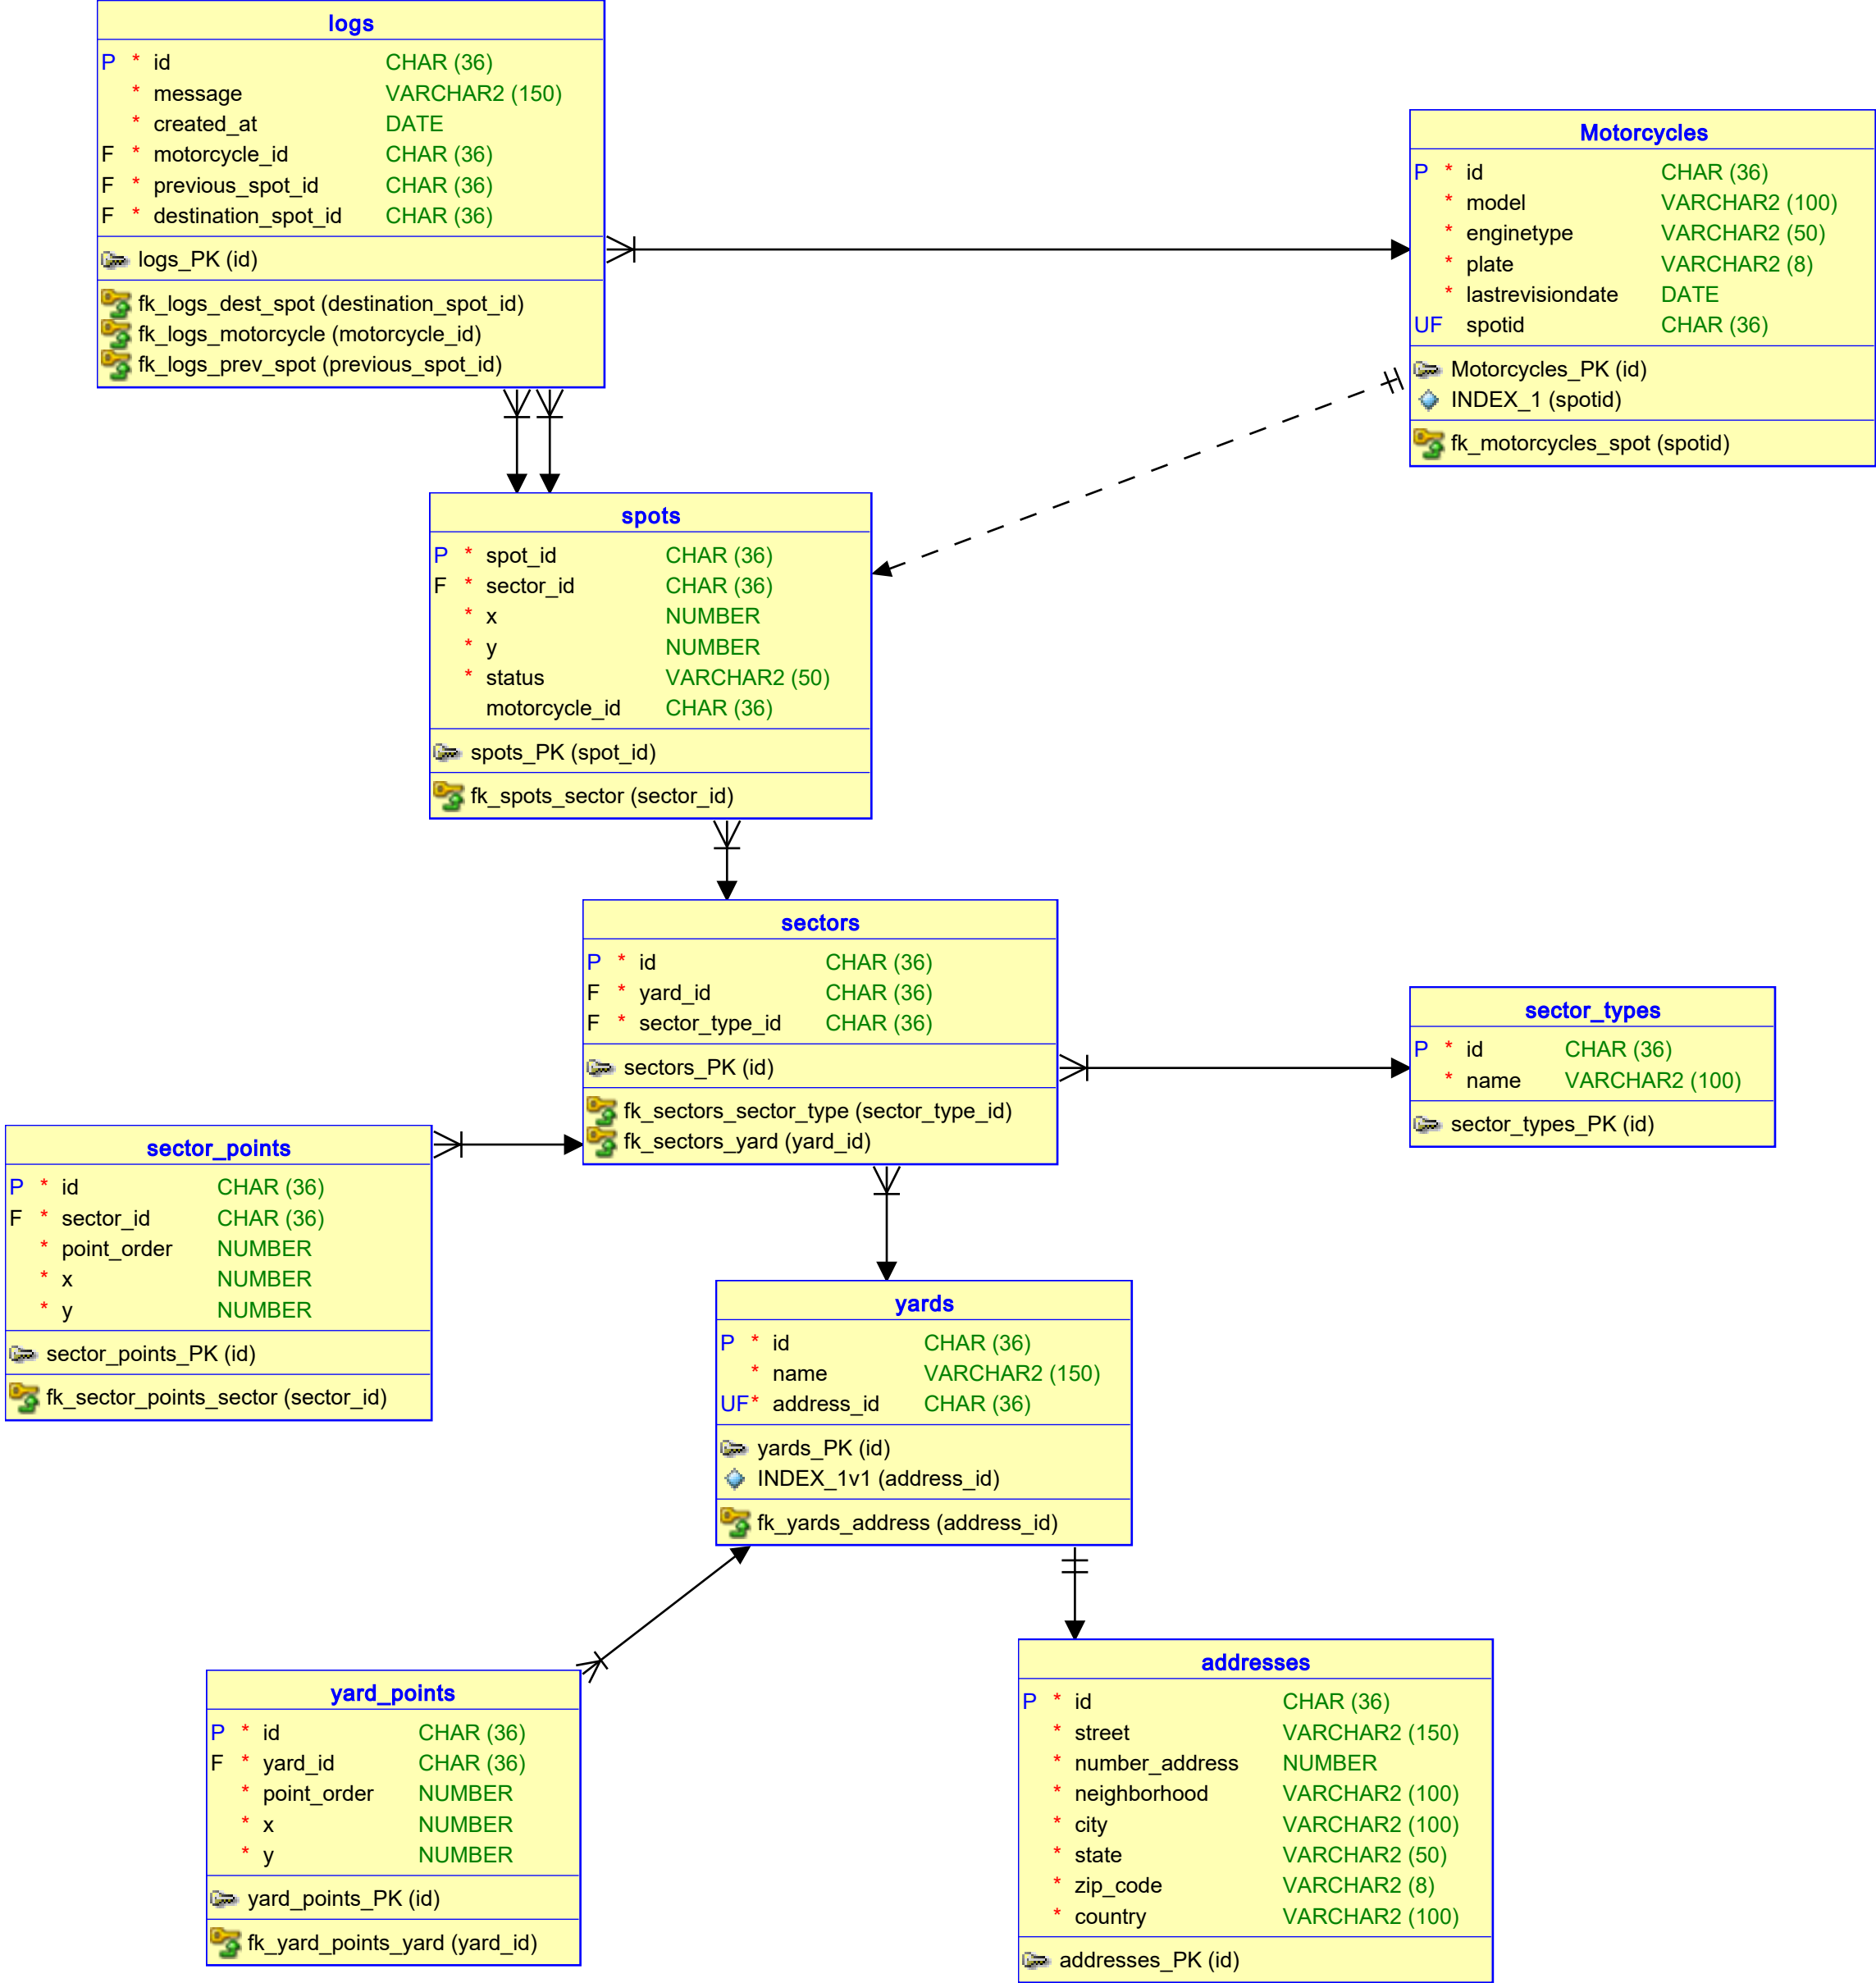 logs
P * id CHAR (36)
* message VARCHAR2 (150)
* created_at DATE
F * motorcycle_id CHAR (36)
F * previous_spot_id CHAR (36)
F * destination_spot_id CHAR (36)
logs_PK (id)
fk_logs_dest_spot (destination_spot_id)
fk_logs_motorcycle (motorcycle_id)
fk_logs_prev_spot (previous_spot_id)
Motorcycles
P * id CHAR (36)
* model VARCHAR2 (100)
* enginetype VARCHAR2 (50)
* plate VARCHAR2 (8)
* lastrevisiondate DATE
UF spotid CHAR (36)
Motorcycles_PK (id)
INDEX_1 (spotid)
fk_motorcycles_spot (spotid)
spots
P * spot_id CHAR (36)
F * sector_id CHAR (36)
* x NUMBER
* y NUMBER
* status VARCHAR2 (50)
motorcycle_id CHAR (36)
spots_PK (spot_id)
fk_spots_sector (sector_id)
sectors
P * id CHAR (36)
F * yard_id CHAR (36)
F * sector_type_id CHAR (36)
sectors_PK (id)
fk_sectors_sector_type (sector_type_id)
fk_sectors_yard (yard_id)
sector_types
P * id CHAR (36)
* name VARCHAR2 (100)
sector_types_PK (id)
sector_points
P * id CHAR (36)
F * sector_id CHAR (36)
* point_order NUMBER
* x NUMBER
* y NUMBER
sector_points_PK (id)
fk_sector_points_sector (sector_id)
yards
P * id CHAR (36)
* name VARCHAR2 (150)
UF* address_id CHAR (36)
yards_PK (id)
INDEX_1v1 (address_id)
fk_yards_address (address_id)
yard_points
P * id CHAR (36)
F * yard_id CHAR (36)
* point_order NUMBER
* x NUMBER
* y NUMBER
yard_points_PK (id)
fk_yard_points_yard (yard_id)
addresses
P * id CHAR (36)
* street VARCHAR2 (150)
* number_address NUMBER
* neighborhood VARCHAR2 (100)
* city VARCHAR2 (100)
* state VARCHAR2 (50)
* zip_code VARCHAR2 (8)
* country VARCHAR2 (100)
addresses_PK (id)